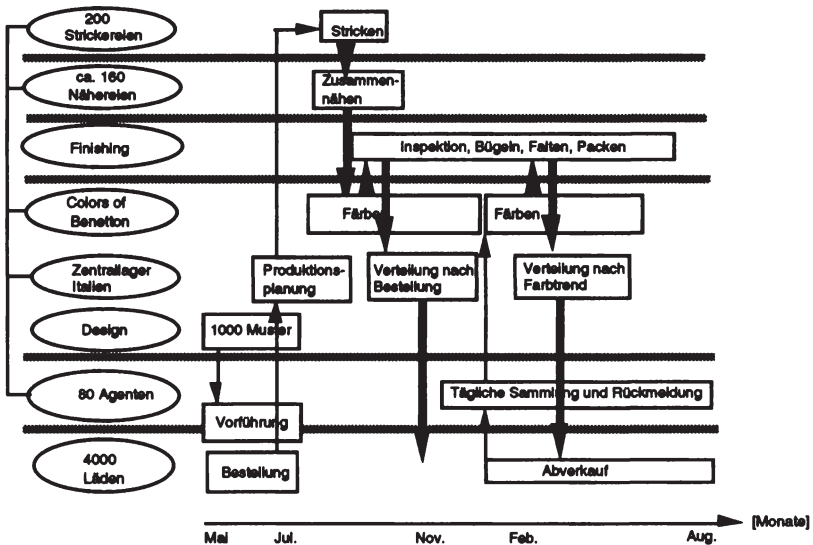 200
Strickereien
Stricken
ca. 160
Nähereien
Zusammen-
nähen
Finishing
Inspektion, Bügeln, Falten, Packen
Colors of
Benetton
Färben
Färben
Zentrallager
Italien
Produktions-
planung
Verteilung nach
Bestellung
Verteilung nach
Farbtrend
Design
1000 Muster
80 Agenten
Tägliche Sammlung und Rückmeldung
Vorführung
4000
Läden
Bestellung
Abverkauf
[Monate]
Mai
Jul.
Nov.
Feb.
Aug.